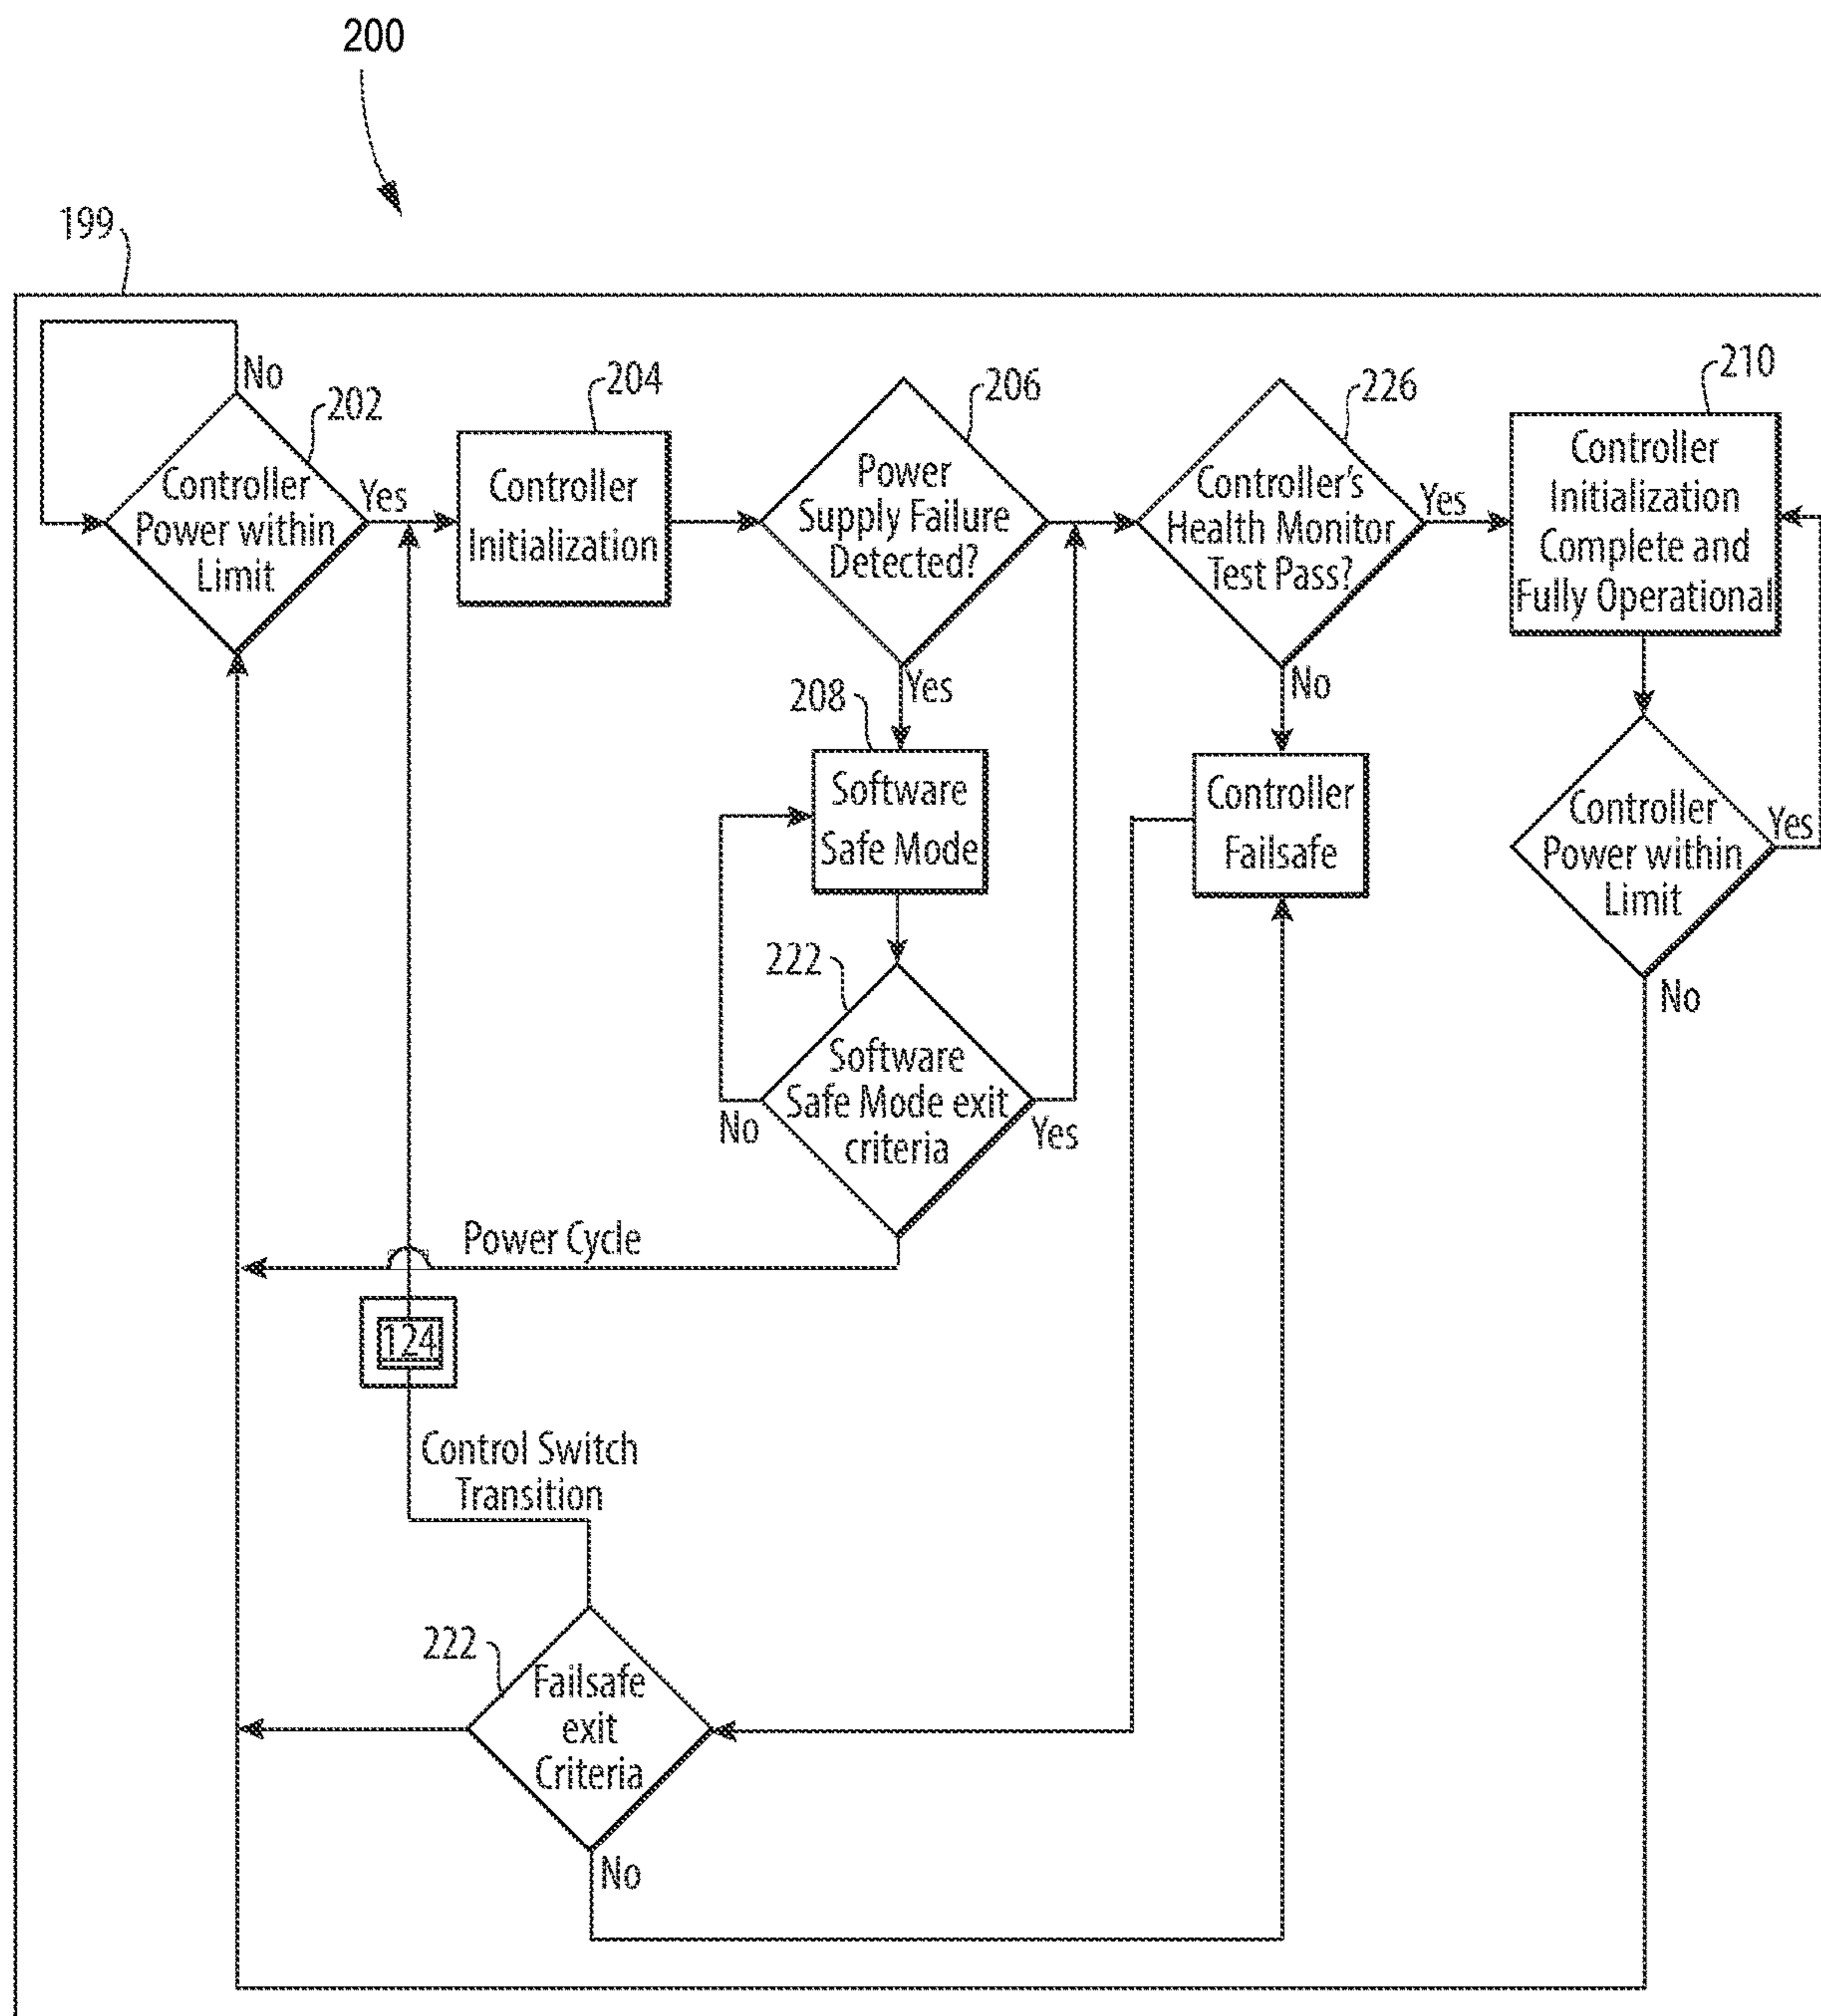 200
199
No
202
Controller
Power within
Limit
Yes
204
Controller
Initialization
206
Power
Supply Failure
Detected?
Yes
226
Controller's
Health Monitor
Test Pass?
Yes
No
210
Controller
Initialization
Complete and
Fully Operational
208
Software
Safe Mode
Controller
Failsafe
Controller
Power within
Limit
Yes
No
222
Software
Safe Mode exit
criteria
No
Yes
Power Cycle
124
Control Switch
Transition
222
Failsafe
exit
Criteria
No